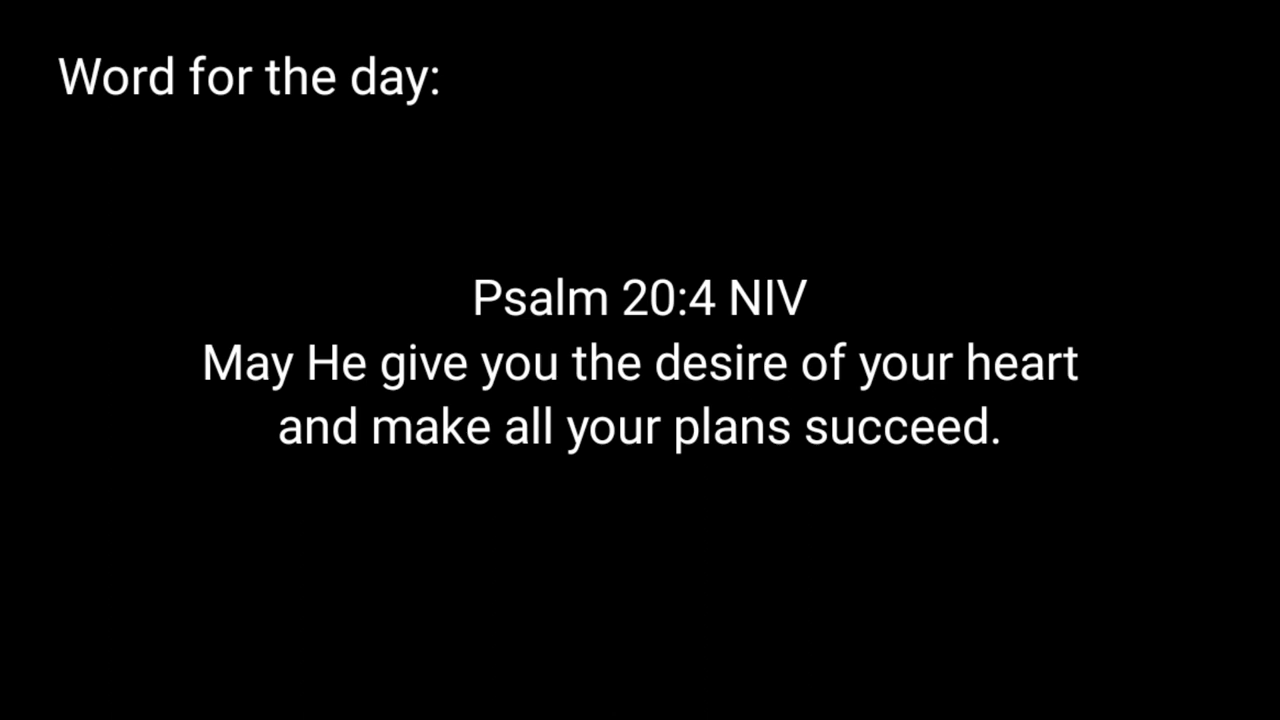 Word for the day:
Psalm 20:4 NIV
May He give you the desire of your heart
and make all your plans succeed.